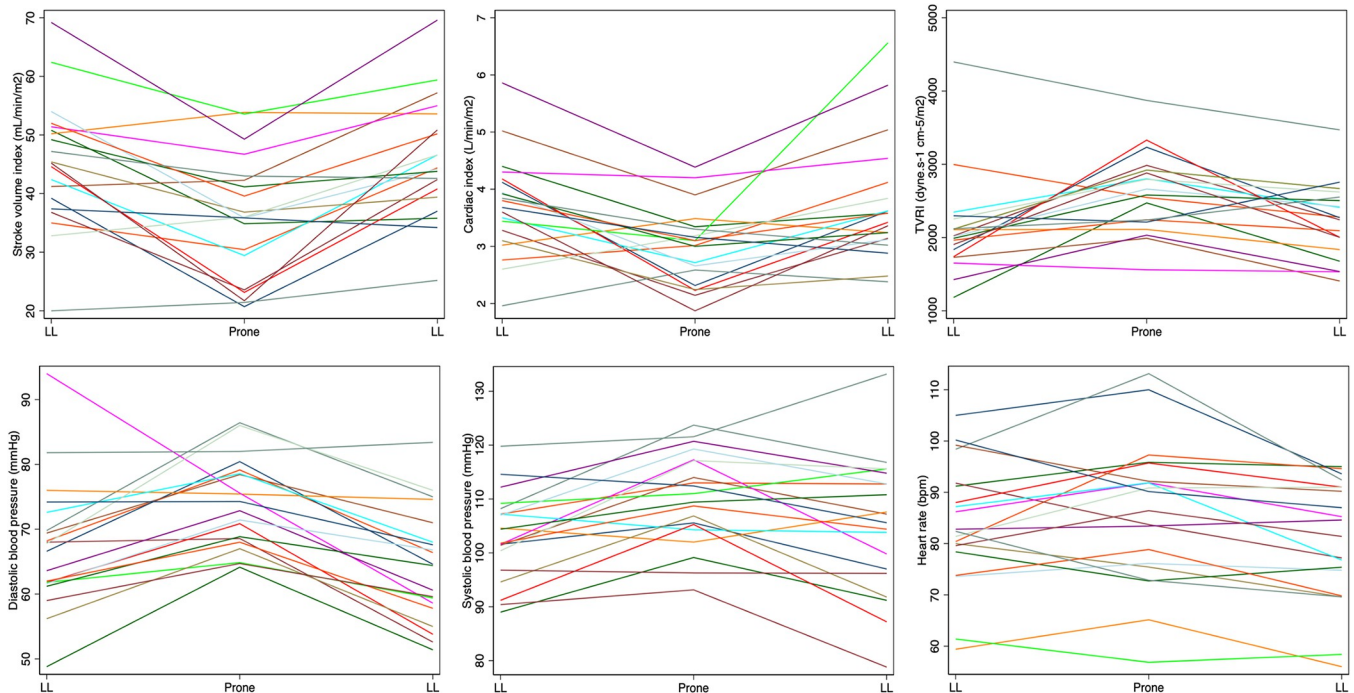 Stroke volume index (mL/min/m2)
70
60
50
40
30
20
LL
Prone
LL
Cardiac index (L/min/m2)
7
6
5
4
3
2
LL
Prone
LL
TVRI (dyne.s-1 cm-5/m2)
5000
4000
3000
2000
1000
LL
Prone
LL
Diastolic blood pressure (mmHg)
90
80
70
60
50
LL
Prone
LL
Systolic blood pressure (mmHg)
130
120
110
100
90
80
LL
Prone
LL
Heart rate (bpm)
110
100
90
80
70
60
LL
Prone
LL